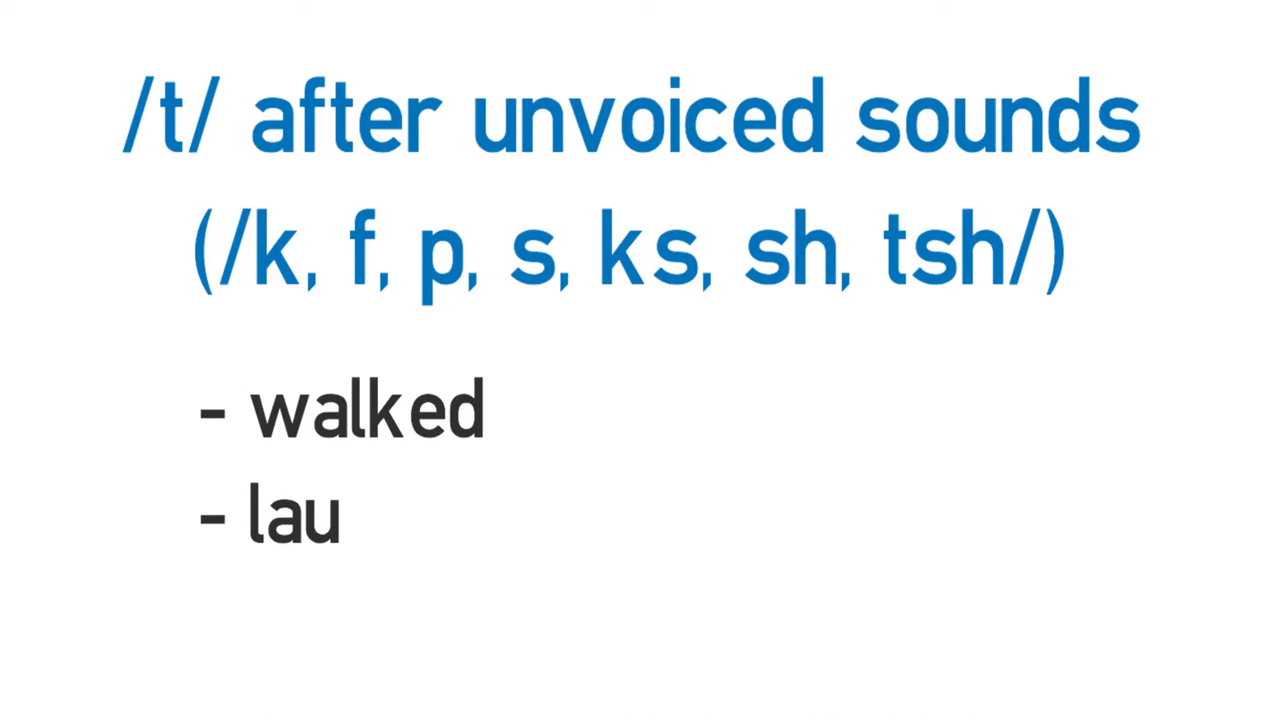 /t/ after unvoiced sounds
(/k, f, p, s, ks, sh, tsh/)
- walked
- lau